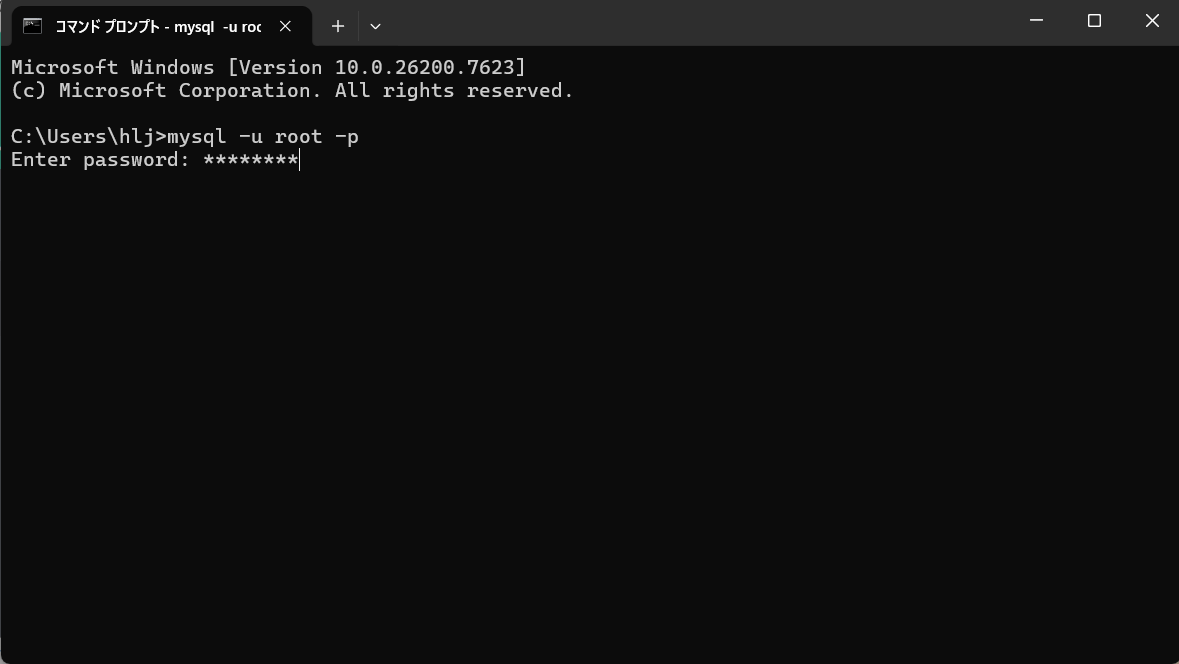 コマンド プロンプト - mysql  -u roo
Microsoft Windows [Version 10.0.26200.7623]
(c) Microsoft Corporation. All rights reserved.
C:\Users\hlj>mysql -u root -p
Enter password: ********